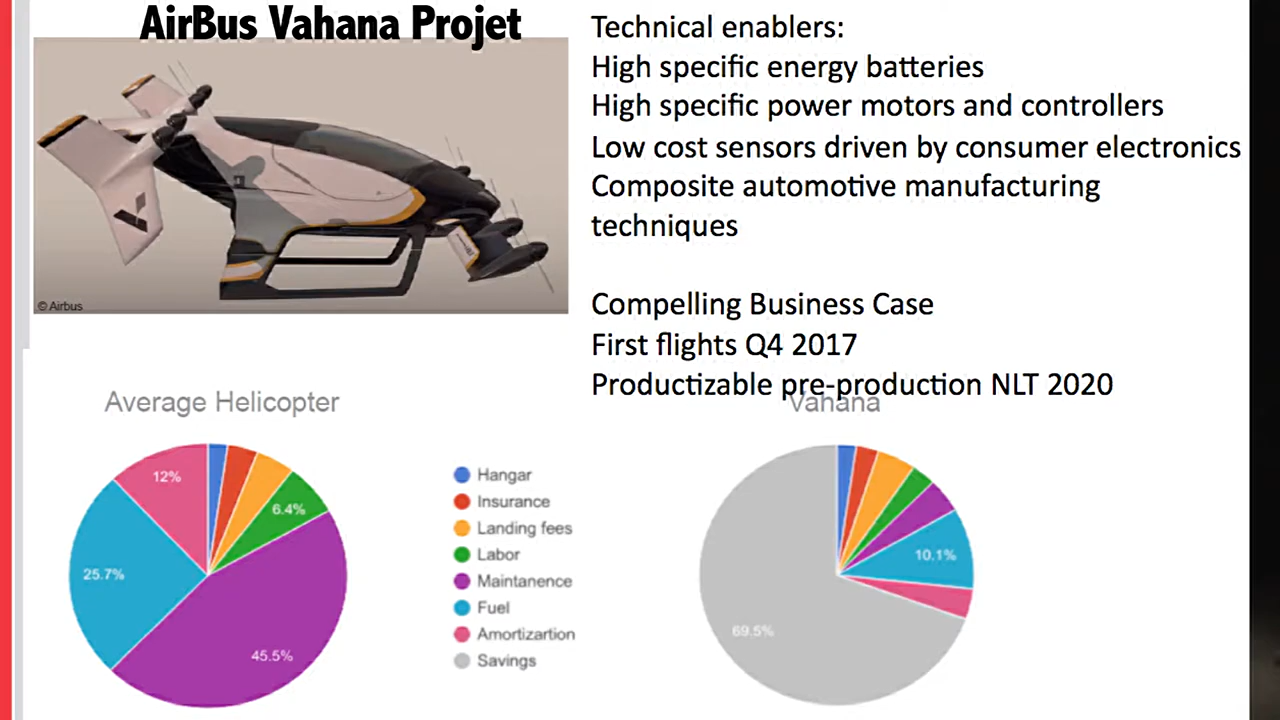 AirBus Vahana Projet
Technical enablers:
High specific energy batteries
High specific power motors and controllers
Low cost sensors driven by consumer electronics
Composite automotive manufacturing
techniques
© Airbus
Compelling Business Case
First flights Q4 2017
Productizable pre-production NLT 2020
Average Helicopter
12%
6.4%
25.7%
45.5%
Hangar
Insurance
Landing fees
Labor
Maintanence
Fuel
Amortizartion
Savings
Vahana
10.1%
69.5%